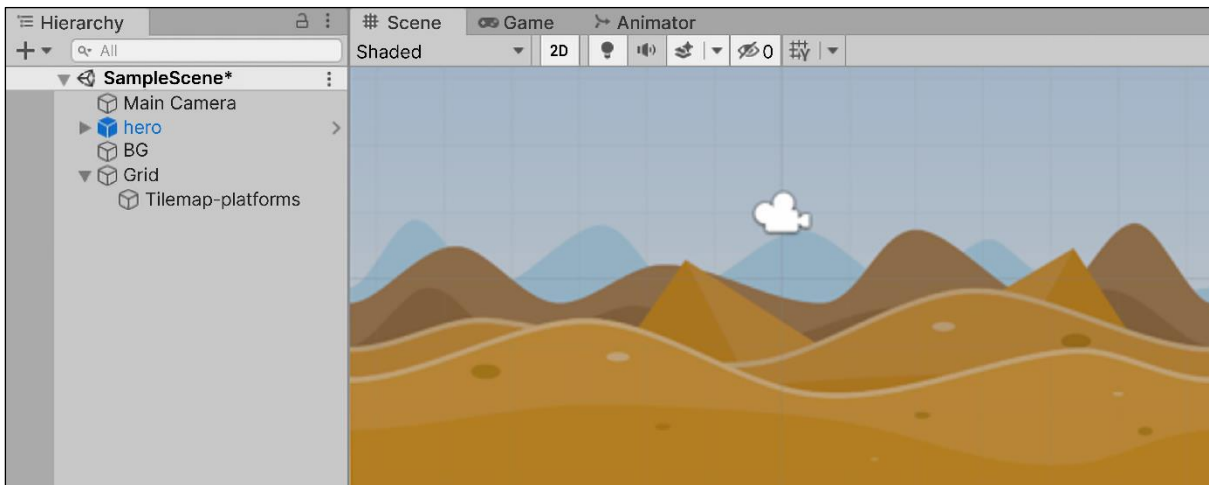 Hierarchy
All
SampleScene*
Main Camera
hero
BG
Grid
Tilemap-platforms
Scene Game Animator
Shaded 2D 0